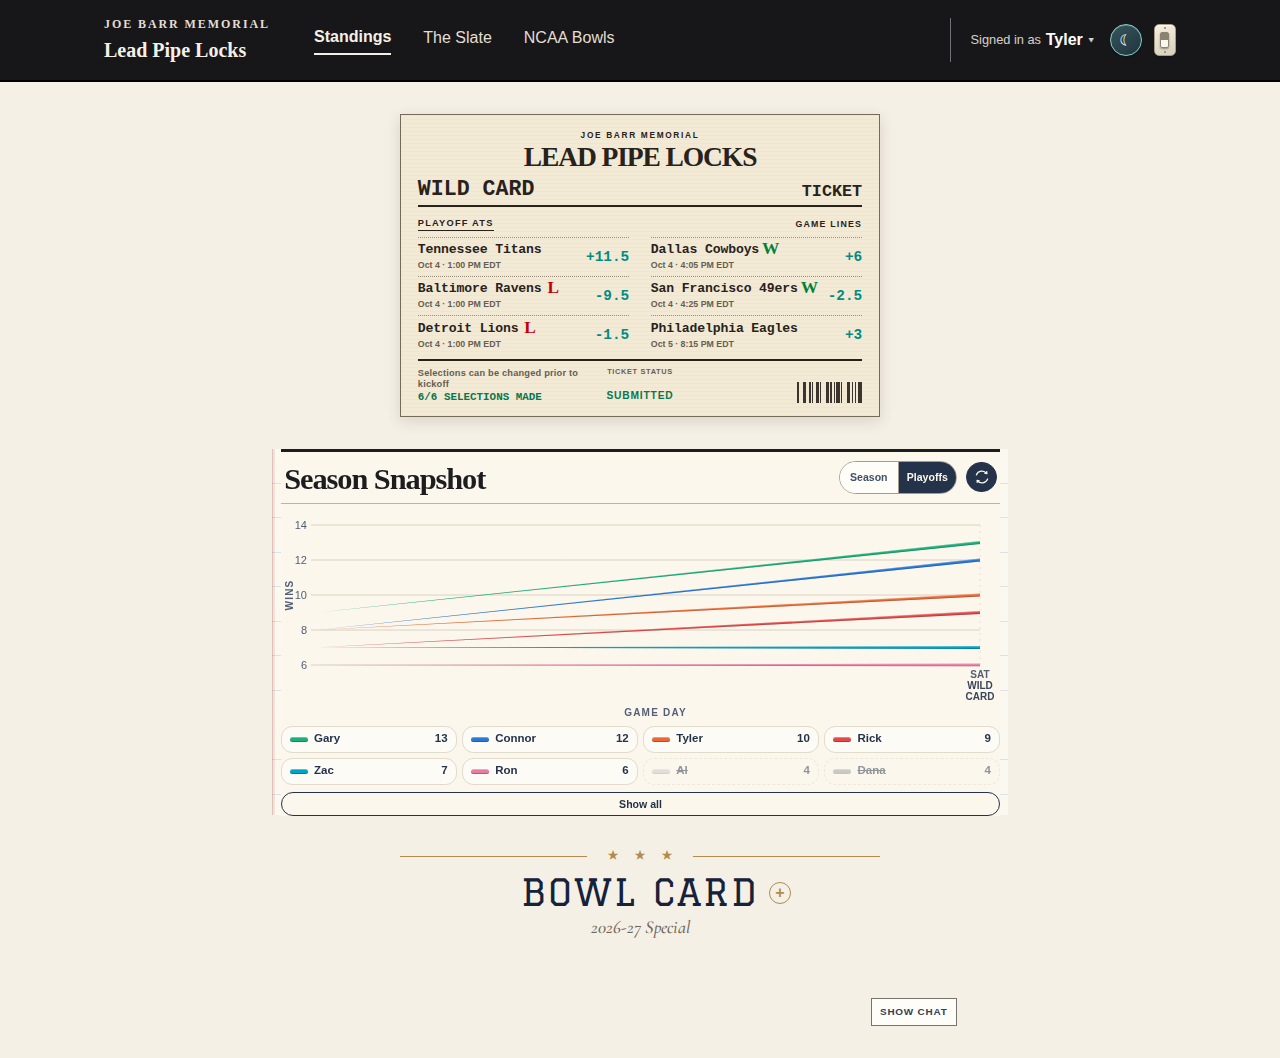 JOE BARR MEMORIAL
Lead Pipe Locks
Standings
The Slate
NCAA Bowls
Signed in as Tyler ▾
JOE BARR MEMORIAL
LEAD PIPE LOCKS
WILD CARD
TICKET
PLAYOFF ATS
GAME LINES
Tennessee Titans
Oct 4 · 1:00 PM EDT
+11.5
Dallas Cowboys W
Oct 4 · 4:05 PM EDT
+6
Baltimore Ravens L
Oct 4 · 1:00 PM EDT
-9.5
San Francisco 49ers W
Oct 4 · 4:25 PM EDT
-2.5
Detroit Lions L
Oct 4 · 1:00 PM EDT
-1.5
Philadelphia Eagles
Oct 5 · 8:15 PM EDT
+3
Selections can be changed prior to
kickoff
6/6 SELECTIONS MADE
TICKET STATUS
SUBMITTED
Season Snapshot
Season
Playoffs
14
12
10
8
6
WINS
SAT
WILD
CARD
GAME DAY
Gary 13
Connor 12
Tyler 10
Rick 9
Zac 7
Ron 6
Al 4
Dana 4
Show all
★ ★ ★
BOWL CARD +
2026-27 Special
SHOW CHAT